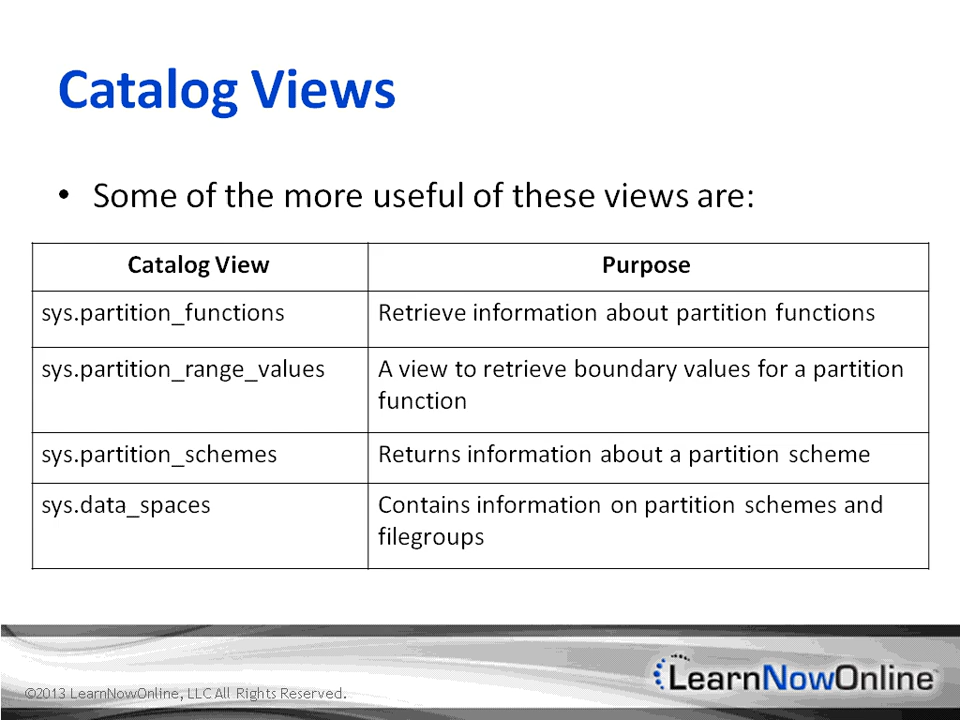 Catalog Views
• Some of the more useful of these views are:
Catalog View Purpose
sys.partition_functions Retrieve information about partition functions
sys.partition_range_values A view to retrieve boundary values for a partition
function
sys.partition_schemes Returns information about a partition scheme
sys.data_spaces Contains information on partition schemes and
filegroups
©2013 LearnNowOnline, LLC All Rights Reserved.
LearnNowOnline